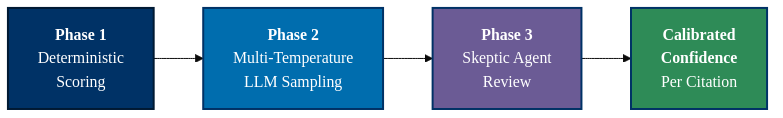 Phase 1
Deterministic
Scoring
Phase 2
Multi-Temperature
LLM Sampling
Phase 3
Skeptic Agent
Review
Calibrated
Confidence
Per Citation